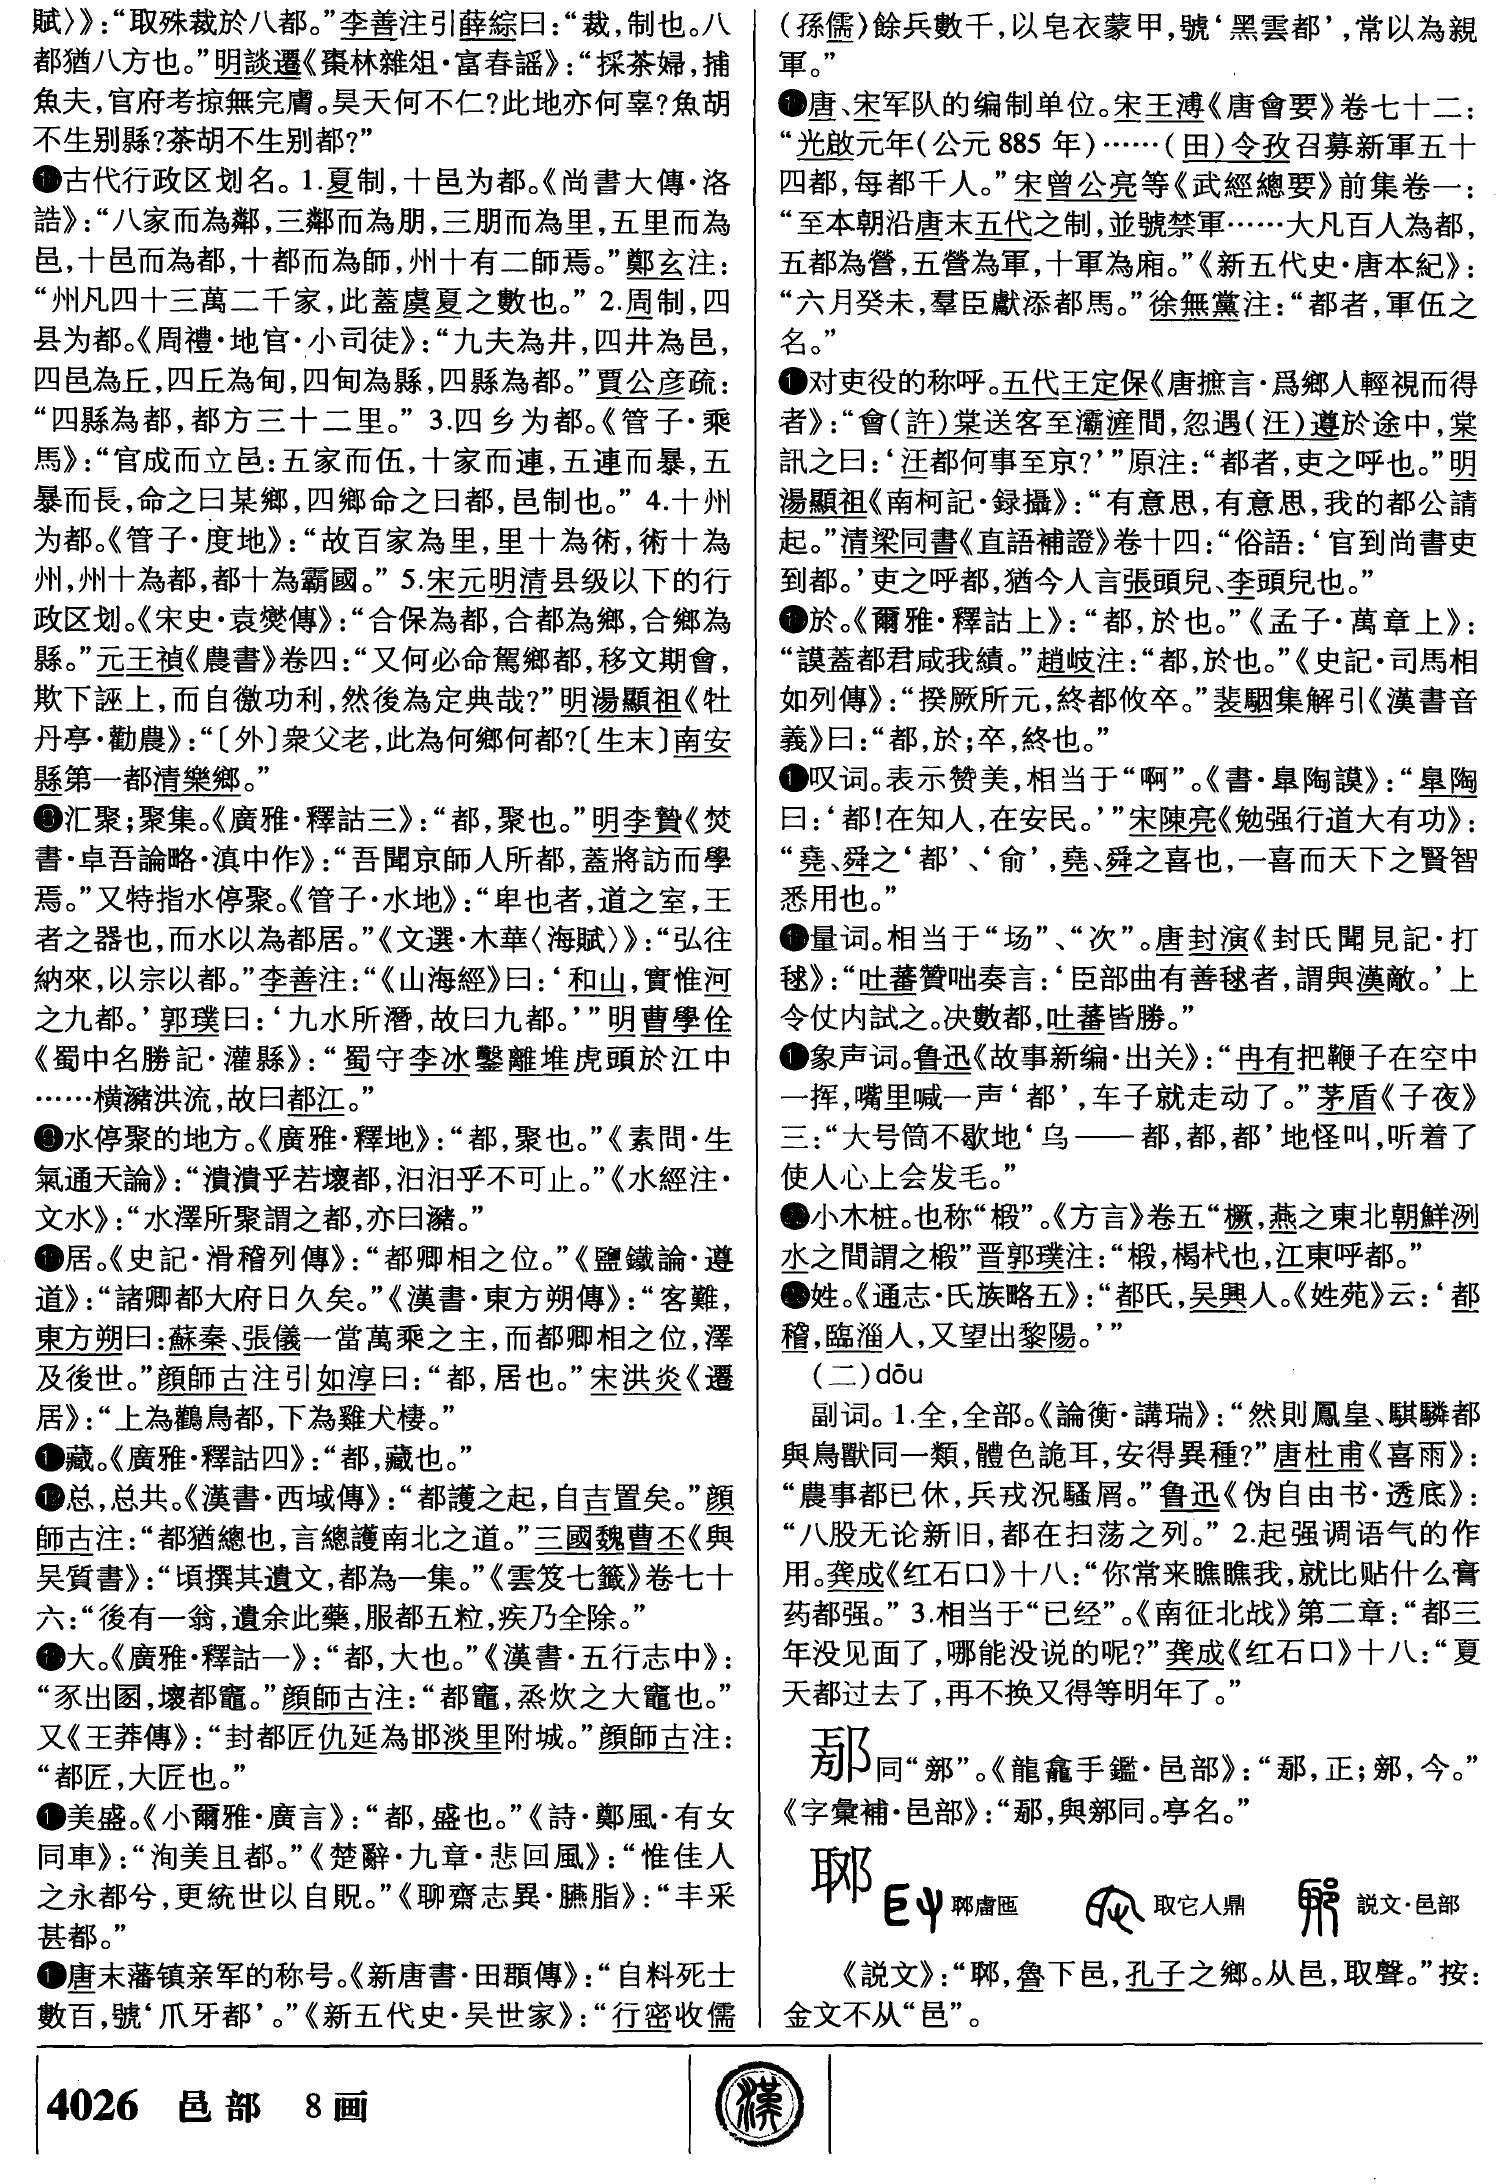 賦〉》：“取殊裁於八都。”李善注引薛綜曰：“裁，制也。八
都猶八方也。”明談遷《棗林雜俎·富春謡》：“採茶婦，捕
魚夫，官府考掠無完膚。昊天何不仁？此地亦何辜？魚胡
不生别縣？茶胡不生别都？”
古代行政区划名。1.夏制，十邑为都。《尚書大傳·洛
誥》：“八家而為鄰，三鄰而為朋，三朋而為里，五里而為
邑，十邑而為都，十都而為師，州十有二師焉。”鄭玄注：
“州凡四十三萬二千家，此蓋虞夏之數也。”2.周制，四
县为都。《周禮·地官·小司徒》：“九夫為井，四井為邑，
四邑為丘，四丘為甸，四甸為縣，四縣為都。”賈公彦疏：
“四縣為都，都方三十二里。”3.四乡为都。《管子·乘
馬》：“官成而立邑：五家而伍，十家而連，五連而暴，五
暴而長，命之曰某鄉，四鄉命之曰都，邑制也。”4.十州
为都。《管子·度地》：“故百家為里，里十為術，術十為
州，州十為都，都十為霸國。”5.宋元明清县级以下的行
政区划。《宋史·袁燮傳》：“合保為都，合都為鄉，合鄉為
縣。”元王禎《農書》卷四：“又何必命駕鄉都，移文期會，
欺下誣上，而自徼功利，然後為定典哉？”明湯顯祖《牡
丹亭·勸農》：“〔外〕衆父老，此為何鄉何都？〔生末〕南安
縣第一都清樂鄉。”
汇聚；聚集。《廣雅·釋詁三》：“都，聚也。”明李贄《焚
書·卓吾論略·滇中作》：“吾聞京師人所都，蓋將訪而學
焉。”又特指水停聚。《管子·水地》：“卑也者，道之室，王
者之器也，而水以為都居。”《文選·木華〈海賦〉》：“弘往
納來，以宗以都。”李善注：“《山海經》曰：‘和山，實惟河
之九都。’郭璞曰：‘九水所潛，故曰九都。’”明曹學佺
《蜀中名勝記·灌縣》：“蜀守李冰鑿離堆虎頭於江中
……横瀦洪流，故曰都江。”
水停聚的地方。《廣雅·釋地》：“都，聚也。”《素問·生
氣通天論》：“潰潰乎若壞都，汩汩乎不可止。”《水經注·
文水》：“水澤所聚謂之都，亦曰瀦。”
居。《史記·滑稽列傳》：“都卿相之位。”《鹽鐵論·遵
道》：“諸卿都大府日久矣。”《漢書·東方朔傳》：“客難，
東方朔曰：蘇秦、張儀一當萬乘之主，而都卿相之位，澤
及後世。”顔師古注引如淳曰：“都，居也。”宋洪炎《遷
居》：“上為鸛鳥都，下為雞犬棲。”
藏。《廣雅·釋詁四》：“都，藏也。”
⓬总，总共。《漢書·西域傳》：“都護之起，自吉置矣。”顔
師古注：“都猶總也，言總護南北之道。”三國魏曹丕《與
吴質書》：“頃撰其遺文，都為一集。”《雲笈七籤》卷七十
六：“後有一翁，遺余此藥，服都五粒，疾乃全除。”
大。《廣雅·釋詁一》：“都，大也。”《漢書·五行志中》：
“豕出圂，壞都竈。”顔師古注：“都竈，烝炊之大竈也。”
又《王莽傳》：“封都匠仇延為邯淡里附城。”顔師古注：
“都匠，大匠也。”
美盛。《小爾雅·廣言》：“都，盛也。”《詩·鄭風·有女
同車》：“洵美且都。”《楚辭·九章·悲回風》：“惟佳人
之永都兮，更統世以自貺。”《聊齋志異·臙脂》：“丰采
甚都。”
唐末藩镇亲军的称号。《新唐書·田頵傳》：“自料死士
數百，號‘爪牙都’。”《新五代史·吴世家》：“行密收儒
（孫儒）餘兵數千，以皂衣蒙甲，號‘黑雲都’，常以為親
軍。”
唐、宋军队的编制单位。宋王溥《唐會要》卷七十二：
“光啟元年（公元885年）……（田）令孜召募新軍五十
四都，每都千人。”宋曾公亮等《武經總要》前集卷一：
“至本朝沿唐末五代之制，並號禁軍……大凡百人為都，
五都為營，五營為軍，十軍為廂。”《新五代史·唐本紀》：
“六月癸未，羣臣獻添都馬。”徐無黨注：“都者，軍伍之
名。”
对吏役的称呼。五代王定保《唐摭言·爲鄉人輕視而得
者》：“會（許）棠送客至灞滻間，忽遇（汪）遵於途中，棠
訊之曰：‘汪都何事至京？’”原注：“都者，吏之呼也。”明
湯顯祖《南柯記·録攝》：“有意思，有意思，我的都公請
起。”清梁同書《直語補證》卷十四：“俗語：‘官到尚書吏
到都。’吏之呼都，猶今人言張頭兒、李頭兒也。”
於。《爾雅·釋詁上》：“都，於也。”《孟子·萬章上》：
“謨蓋都君咸我績。”趙岐注：“都，於也。”《史記·司馬相
如列傳》：“揆厥所元，終都攸卒。”裴駰集解引《漢書音
義》曰：“都，於；卒，終也。”
叹词。表示赞美，相当于“啊”。《書·皋陶謨》：“皋陶
曰：‘都！在知人，在安民。’”宋陳亮《勉强行道大有功》：
“堯、舜之‘都’、‘俞’，堯、舜之喜也，一喜而天下之賢智
悉用也。”
量词。相当于“场”、“次”。唐封演《封氏聞見記·打
毬》：“吐蕃贊咄奏言：‘臣部曲有善毬者，謂與漢敵。’上
令仗内試之。决數都，吐蕃皆勝。”
象声词。鲁迅《故事新编·出关》：“冉有把鞭子在空中
一挥，嘴里喊一声‘都’，车子就走动了。”茅盾《子夜》
三：“大号筒不歇地‘乌——都，都，都’地怪叫，听着了
使人心上会发毛。”
小木桩。也称“椴”。《方言》卷五“橛，燕之東北朝鮮洌
水之間謂之椴”晋郭璞注：“椴，楬杙也，江東呼都。”
姓。《通志·氏族略五》：“都氏，吴興人。《姓苑》云：‘都
稽，臨淄人，又望出黎陽。’”
（二）dōu
副词。1.全，全部。《論衡·講瑞》：“然則鳳皇、騏驎都
與鳥獸同一類，體色詭耳，安得異種？”唐杜甫《喜雨》：
“農事都已休，兵戎況騷屑。”鲁迅《伪自由书·透底》：
“八股无论新旧，都在扫荡之列。”2.起强调语气的作
用。龚成《红石口》十八：“你常来瞧瞧我，就比贴什么膏
药都强。”3.相当于“已经”。《南征北战》第二章：“都三
年没见面了，哪能没说的呢？”龚成《红石口》十八：“夏
天都过去了，再不换又得等明年了。”
同“”。《龍龕手鑑·邑部》：“，正；，今。”
《字彙補·邑部》：“，與同。亭名。”
郰 郰膚匜 取它人鼎 説文·邑部
《説文》：“郰，魯下邑，孔子之鄉。从邑，取聲。”按：
金文不从“邑”。
4026 邑部 8画
漢